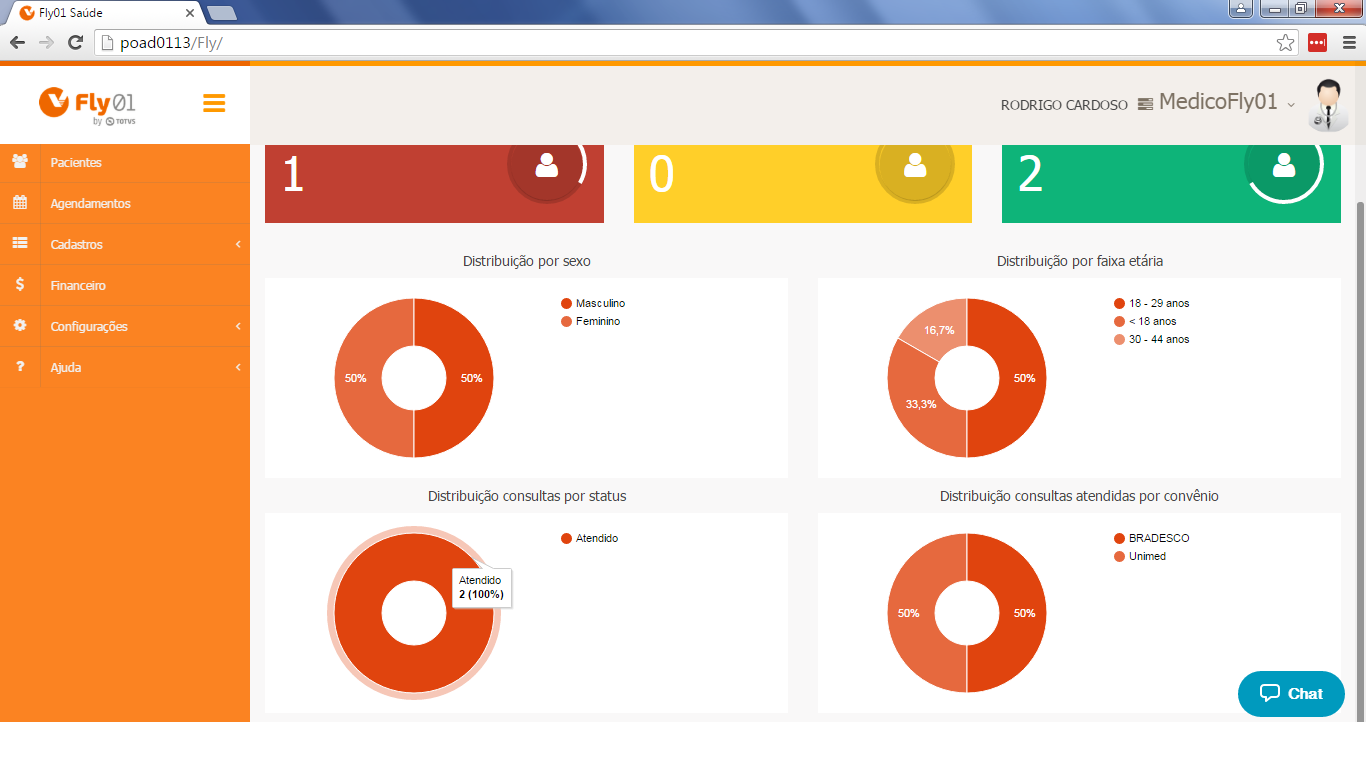 Fly01 Saúde
poad0113/Fly/
Fly01
by TOTVS
RODRIGO CARDOSO MedicoFly01
Pacientes
Agendamentos
Cadastros
Financeiro
Configurações
Ajuda
1
0
2
Distribuição por sexo
50%
50%
Masculino
Feminino
Distribuição por faixa etária
16,7%
50%
33,3%
18 - 29 anos
< 18 anos
30 - 44 anos
Distribuição consultas por status
Atendido
Atendido
2 (100%)
Distribuição consultas atendidas por convênio
50%
50%
BRADESCO
Unimed
Chat